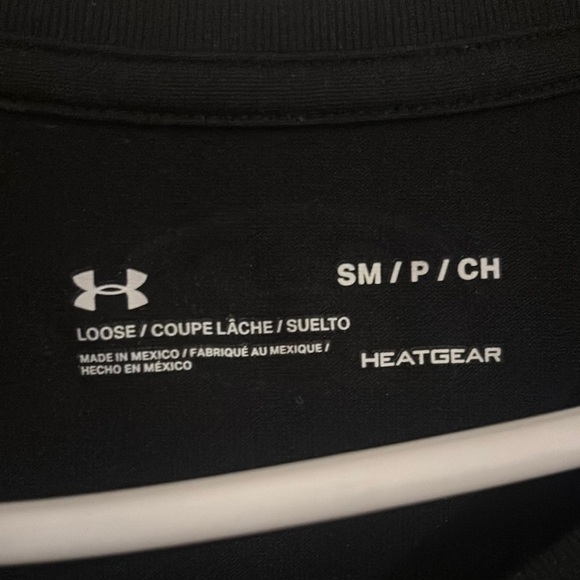 SM / P / CH
LOOSE / COUPE LÂCHE / SUELTO
MADE IN MEXICO / FABRIQUÉ AU MEXIQUE /
HECHO EN MÉXICO
HEATGEAR